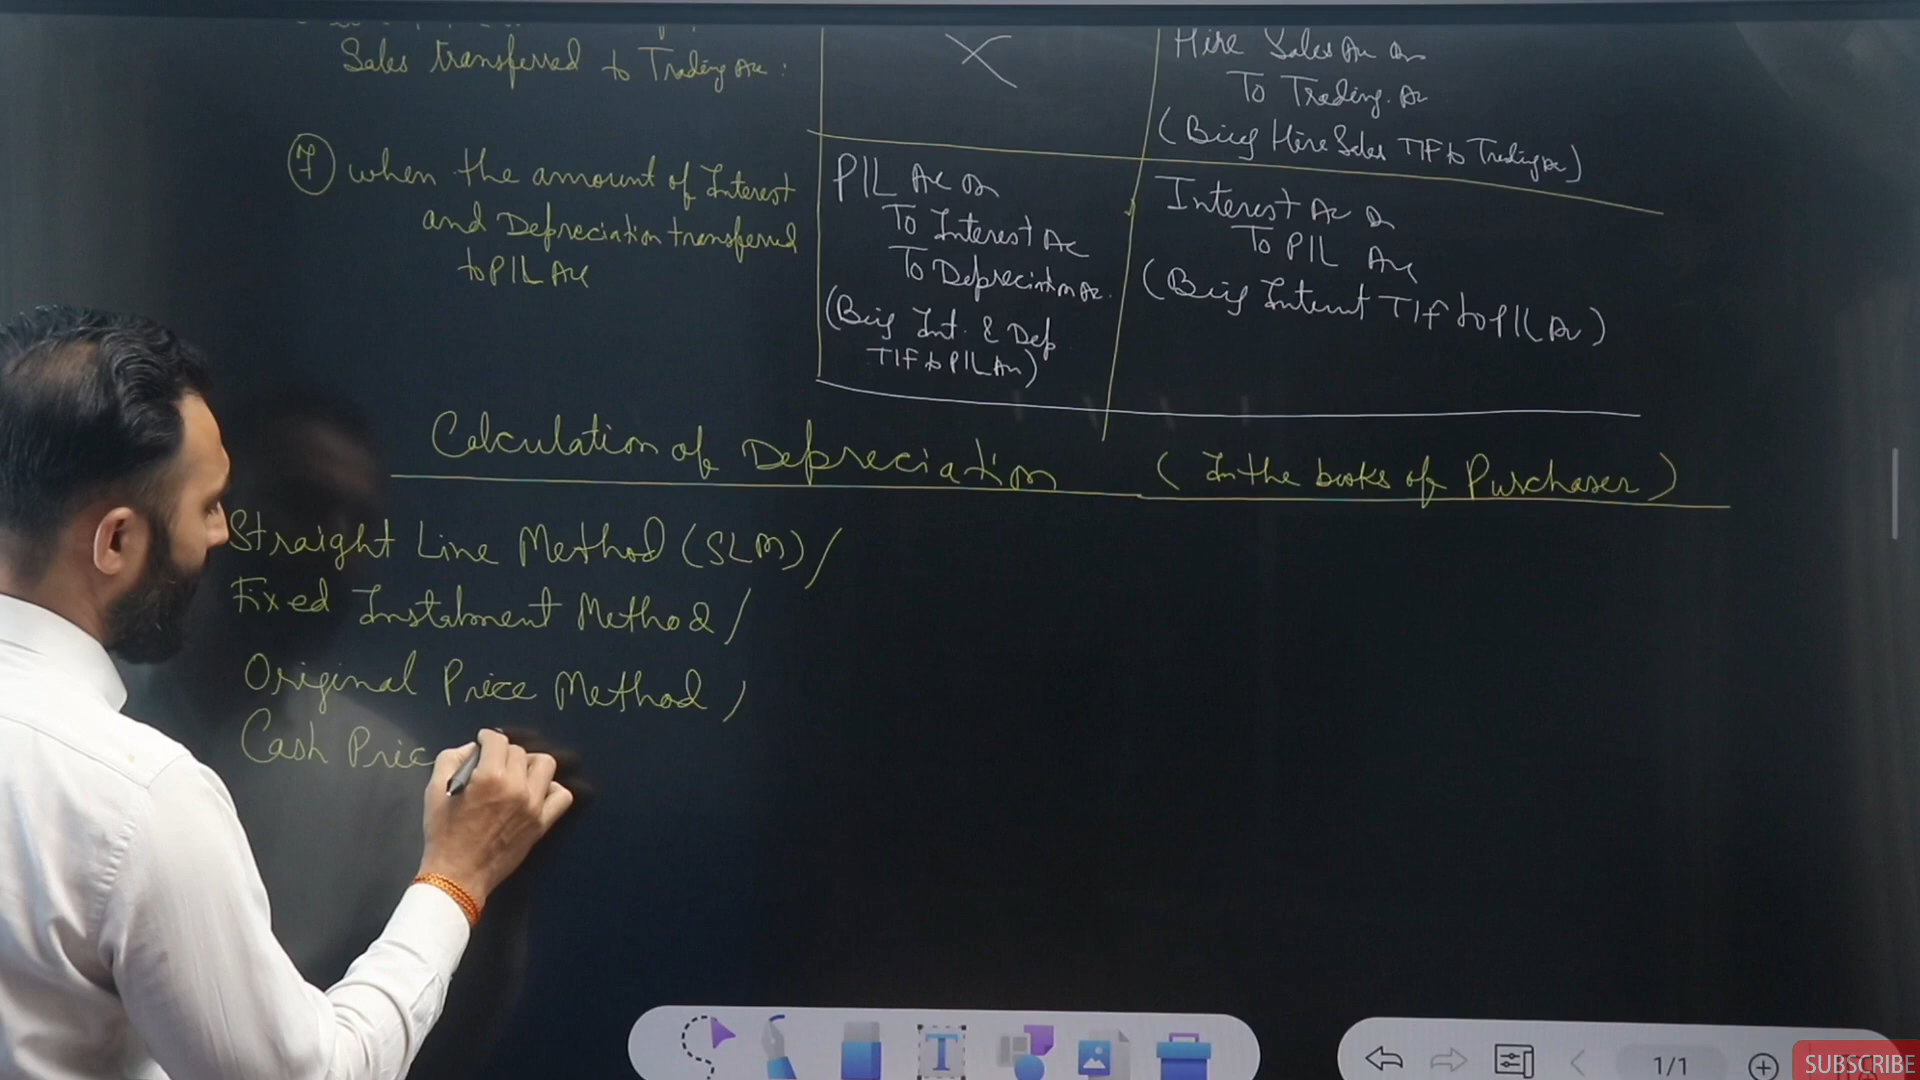 Sales transferred to Trading A/c :
X
Hire Sales A/c Dr
To Trading A/c
(Being Hire Sales T/F to Trading A/c)
7 when the amount of Interest
and Depreciation transferred
to P/L A/c
P/L A/c Dr
To Interest A/c
To Depreciation A/c
(Being Int. & Dep
T/F to P/L A/c)
Interest A/c Dr
To P/L A/c
(Being Interest T/F to P/L A/c)
Calculation of Depreciation (In the books of Purchaser)
Straight Line Method (SLM) /
Fixed Instalment Method /
Original Price Method /
Cash Pric
T
1/1
SUBSCRIBE